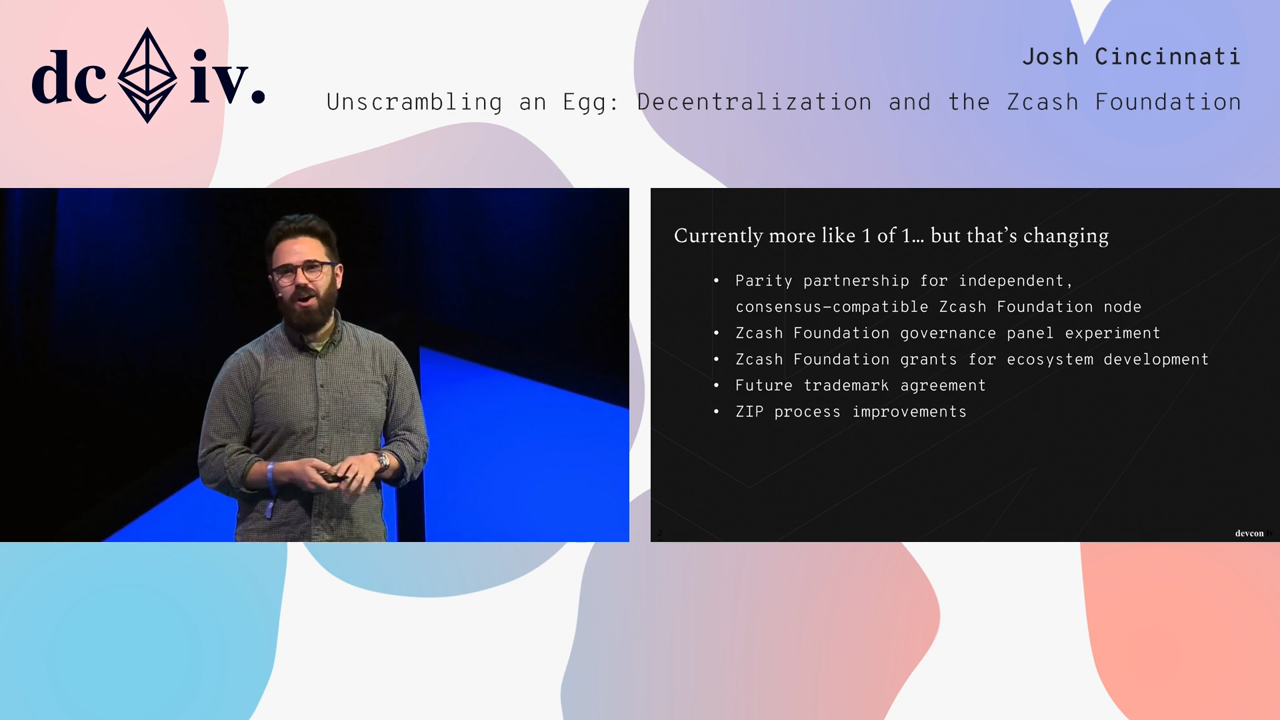 dc iv.
Josh Cincinnati
Unscrambling an Egg: Decentralization and the Zcash Foundation
Currently more like 1 of 1... but that's changing
• Parity partnership for independent,
consensus-compatible Zcash Foundation node
• Zcash Foundation governance panel experiment
• Zcash Foundation grants for ecosystem development
• Future trademark agreement
• ZIP process improvements
devcon